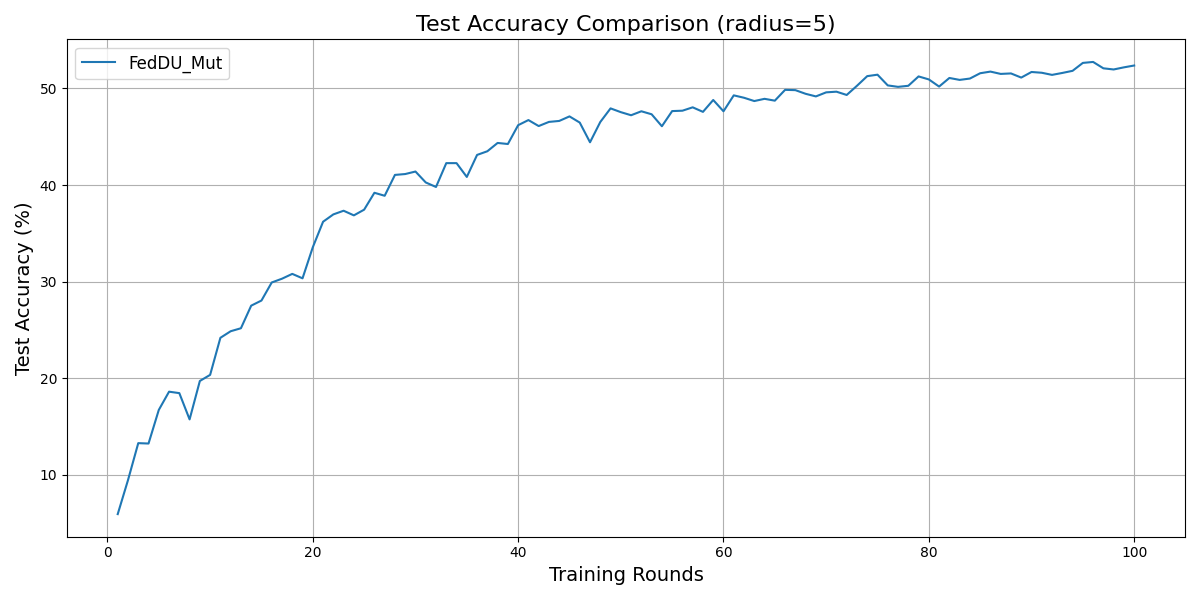 Test Accuracy Comparison (radius=5)
FedDU_Mut
Test Accuracy (%)
50
40
30
20
10
0 20 40 60 80 100
Training Rounds